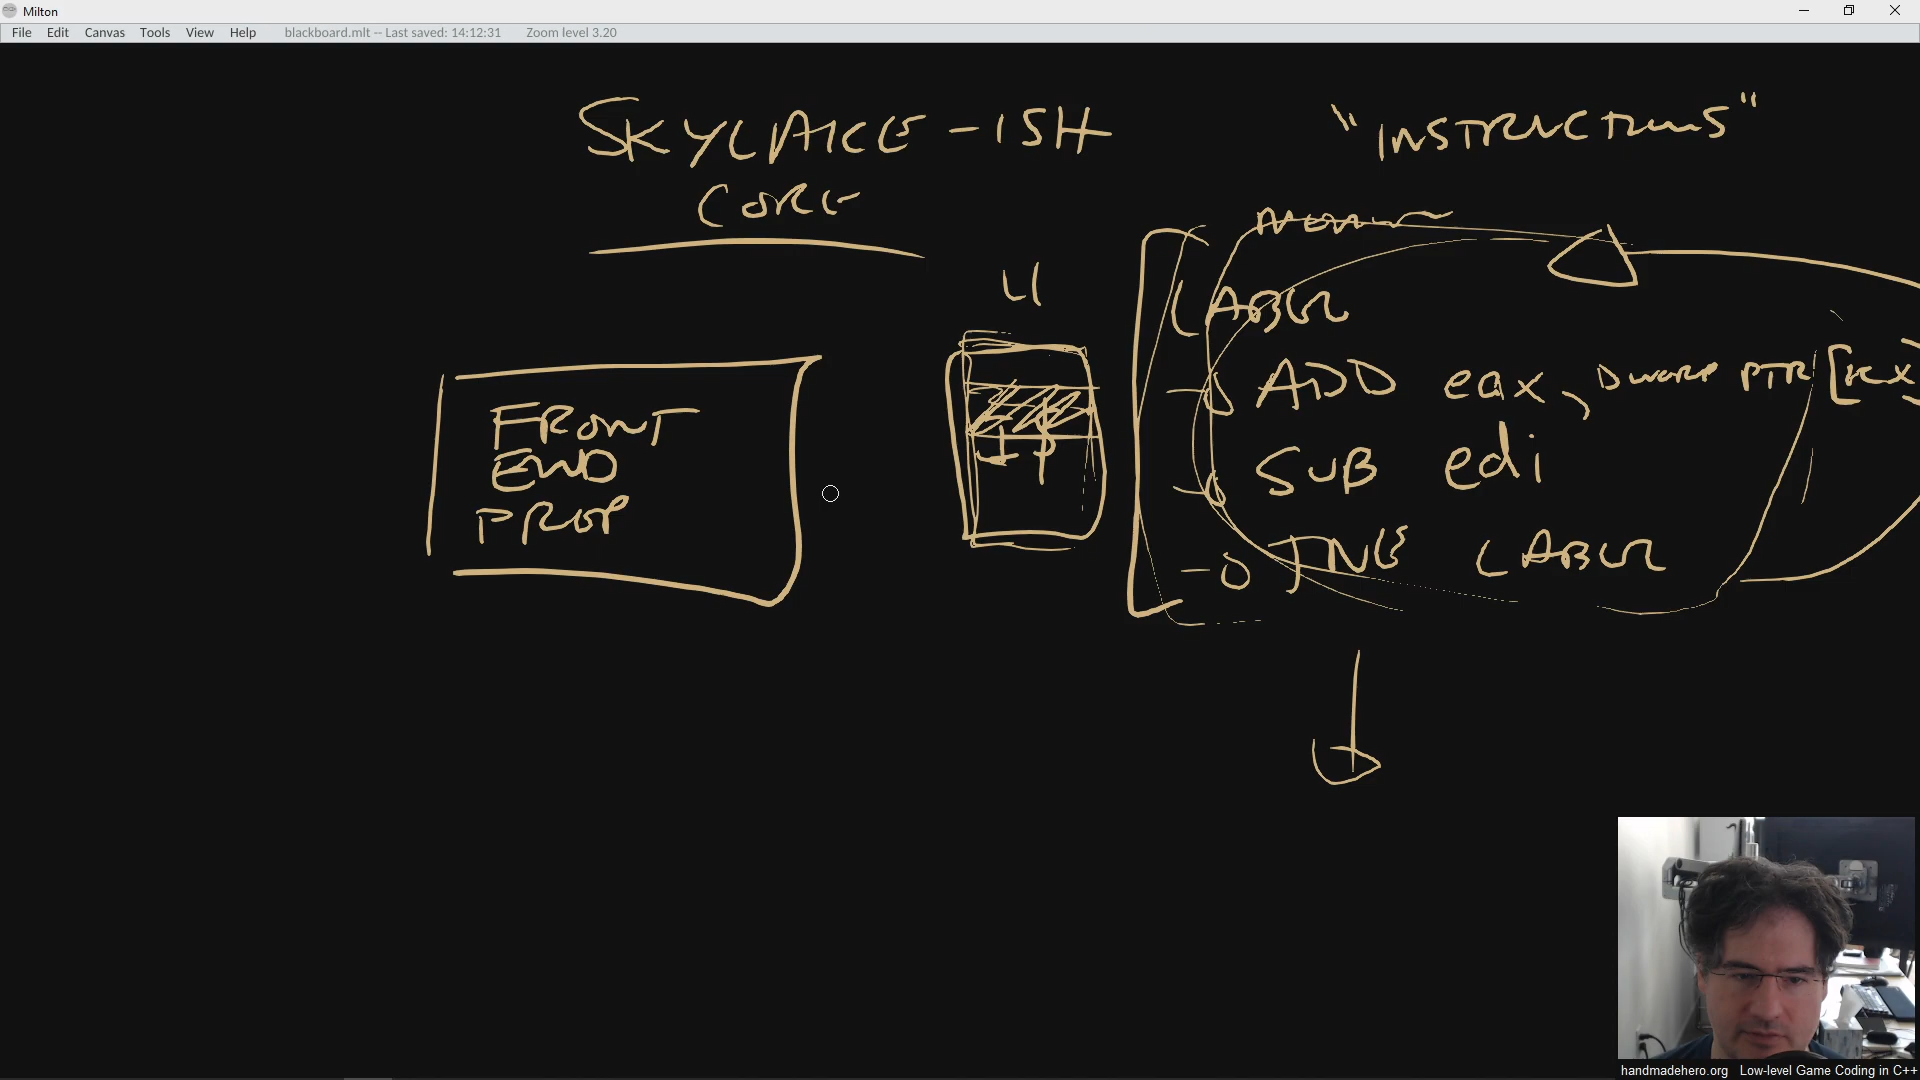 Milton
File Edit Canvas Tools View Help blackboard.mlt -- Last saved: 14:12:31 Zoom level 3.20
SKYLAKE-ISH
CORE
"INSTRUCTIONS"
LABEL
ADD eax, DWORD PTR [rcx]
SUB edi
JNE LABEL
FRONT
END
PROP
IP
handmadehero.org Low-level Game Coding in C++